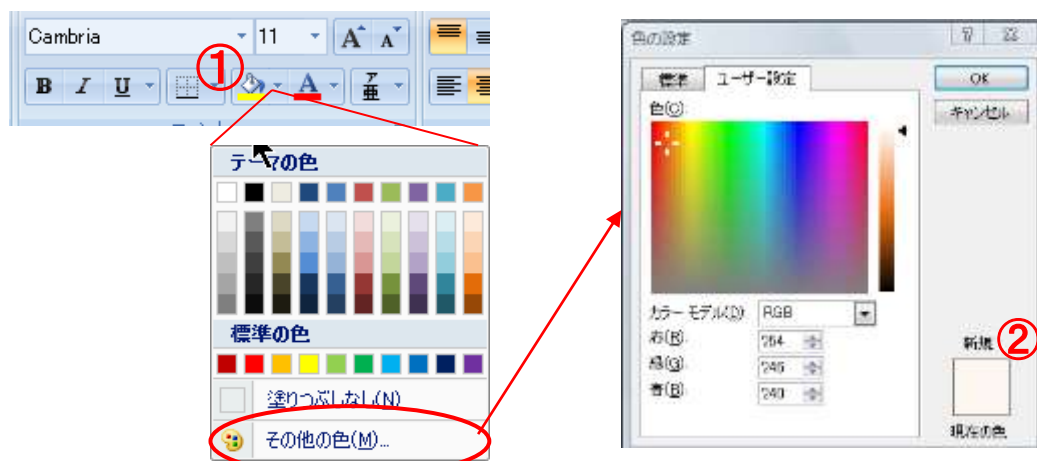 Cambria
11
A A
①
B I U
A
ア
亜
テーマの色
標準の色
塗りつぶしなし(N)
その他の色(M)...
色の設定
標準
ユーザー設定
OK
キャンセル
色(C)
カラー モデル(D)
RGB
赤(R)
254
緑(G)
246
青(B)
240
新規
②
現在の色